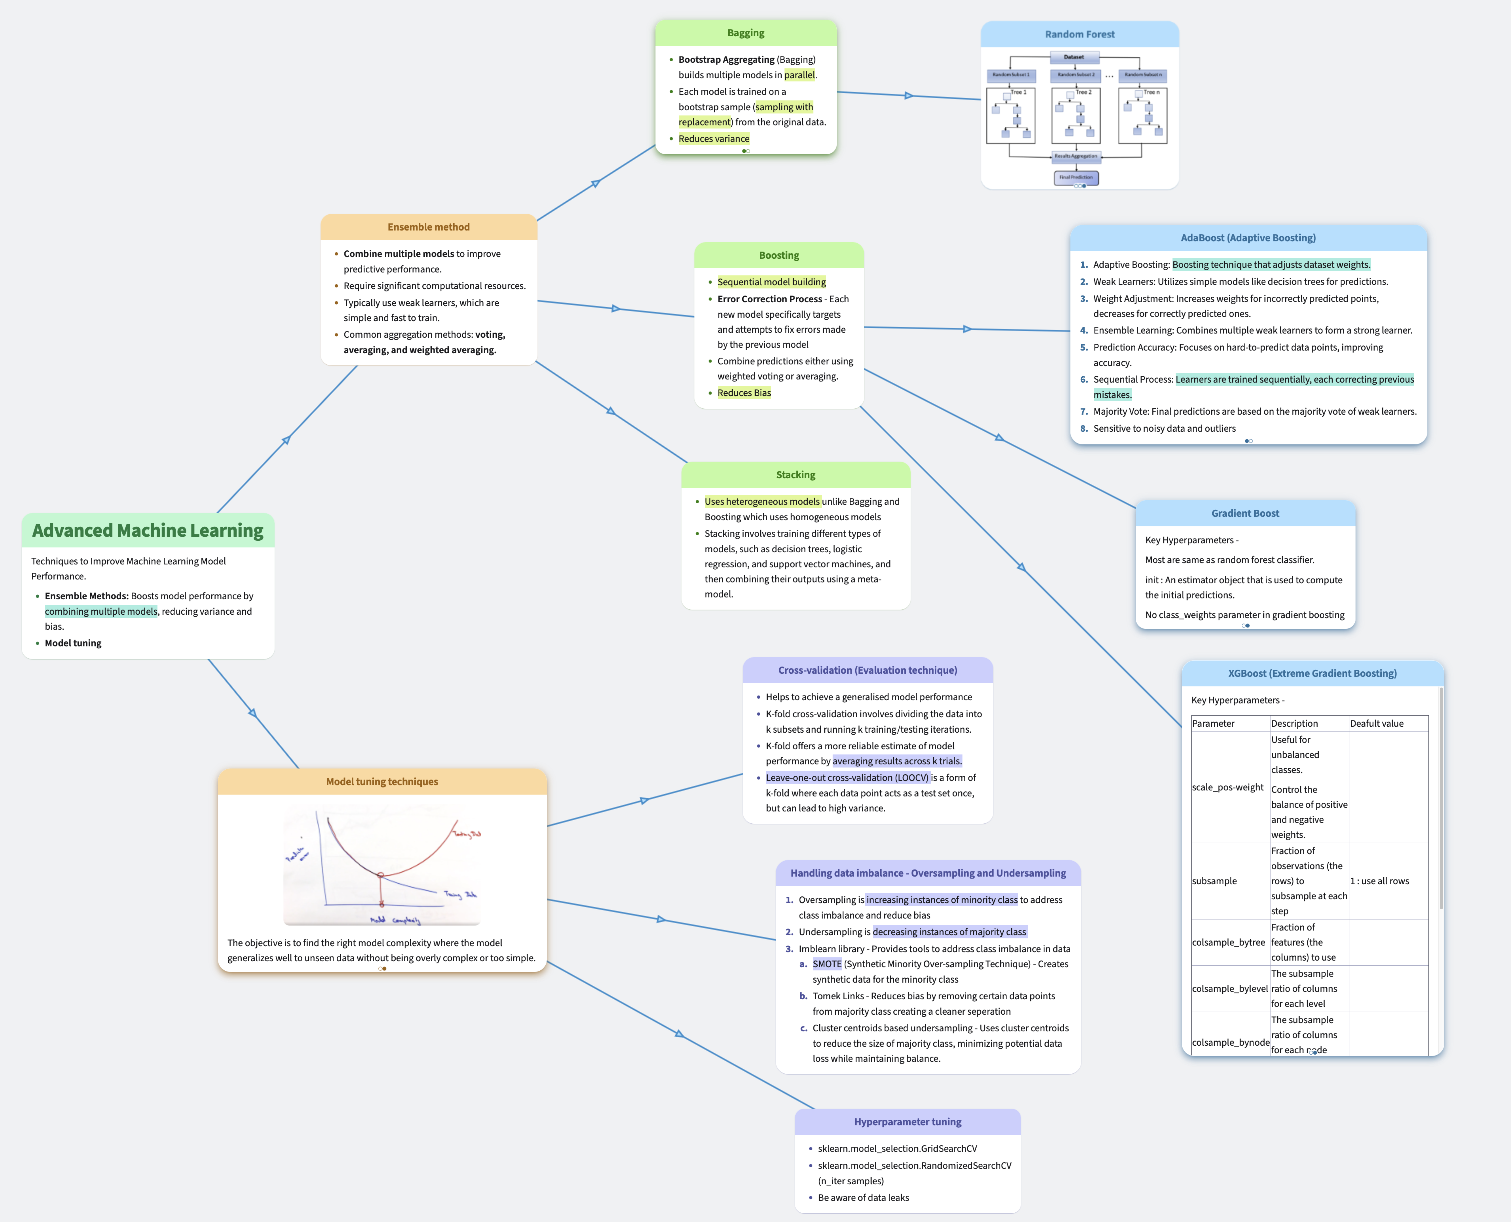 Bagging
• Bootstrap Aggregating (Bagging)
builds multiple models in parallel.
• Each model is trained on a
bootstrap sample (sampling with
replacement) from the original data.
• Reduces variance
Random Forest
Dataset
Random Subset 1
Random Subset 2
...
Random Subset n
Tree 1
Tree 2
Tree n
Results Aggregation
Final Prediction
Ensemble method
• Combine multiple models to improve
predictive performance.
• Require significant computational resources.
• Typically use weak learners, which are
simple and fast to train.
• Common aggregation methods: voting,
averaging, and weighted averaging.
Boosting
• Sequential model building
• Error Correction Process - Each
new model specifically targets
and attempts to fix errors made
by the previous model
• Combine predictions either using
weighted voting or averaging.
• Reduces Bias
AdaBoost (Adaptive Boosting)
1. Adaptive Boosting: Boosting technique that adjusts dataset weights.
2. Weak Learners: Utilizes simple models like decision trees for predictions.
3. Weight Adjustment: Increases weights for incorrectly predicted points,
decreases for correctly predicted ones.
4. Ensemble Learning: Combines multiple weak learners to form a strong learner.
5. Prediction Accuracy: Focuses on hard-to-predict data points, improving
accuracy.
6. Sequential Process: Learners are trained sequentially, each correcting previous
mistakes.
7. Majority Vote: Final predictions are based on the majority vote of weak learners.
8. Sensitive to noisy data and outliers
Stacking
• Uses heterogeneous models unlike Bagging and
Boosting which uses homogeneous models
• Stacking involves training different types of
models, such as decision trees, logistic
regression, and support vector machines, and
then combining their outputs using a meta-
model.
Gradient Boost
Key Hyperparameters -
Most are same as random forest classifier.
init : An estimator object that is used to compute
the initial predictions.
No class_weights parameter in gradient boosting
Advanced Machine Learning
Techniques to Improve Machine Learning Model
Performance.
• Ensemble Methods: Boosts model performance by
combining multiple models, reducing variance and
bias.
• Model tuning
Cross-validation (Evaluation technique)
• Helps to achieve a generalised model performance
• K-fold cross-validation involves dividing the data into
k subsets and running k training/testing iterations.
• K-fold offers a more reliable estimate of model
performance by averaging results across k trials.
• Leave-one-out cross-validation (LOOCV) is a form of
k-fold where each data point acts as a test set once,
but can lead to high variance.
XGBoost (Extreme Gradient Boosting)
Key Hyperparameters -
Parameter Description Deafult value
scale_pos-weight
Useful for
unbalanced
classes.
Control the
balance of positive
and negative
weights.
subsample
Fraction of
observations (the
rows) to
subsample at each
step
1 : use all rows
colsample_bytree
Fraction of
features (the
columns) to use
colsample_bylevel
The subsample
ratio of columns
for each level
colsample_bynode
The subsample
ratio of columns
for each node
Model tuning techniques
Testing Data
Training Data
Model complexity
The objective is to find the right model complexity where the model
generalizes well to unseen data without being overly complex or too simple.
Handling data imbalance - Oversampling and Undersampling
1. Oversampling is increasing instances of minority class to address
class imbalance and reduce bias
2. Undersampling is decreasing instances of majority class
3. Imblearn library - Provides tools to address class imbalance in data
a. SMOTE (Synthetic Minority Over-sampling Technique) - Creates
synthetic data for the minority class
b. Tomek Links - Reduces bias by removing certain data points
from majority class creating a cleaner seperation
c. Cluster centroids based undersampling - Uses cluster centroids
to reduce the size of majority class, minimizing potential data
loss while maintaining balance.
Hyperparameter tuning
• sklearn.model_selection.GridSearchCV
• sklearn.model_selection.RandomizedSearchCV
(n_iter samples)
• Be aware of data leaks